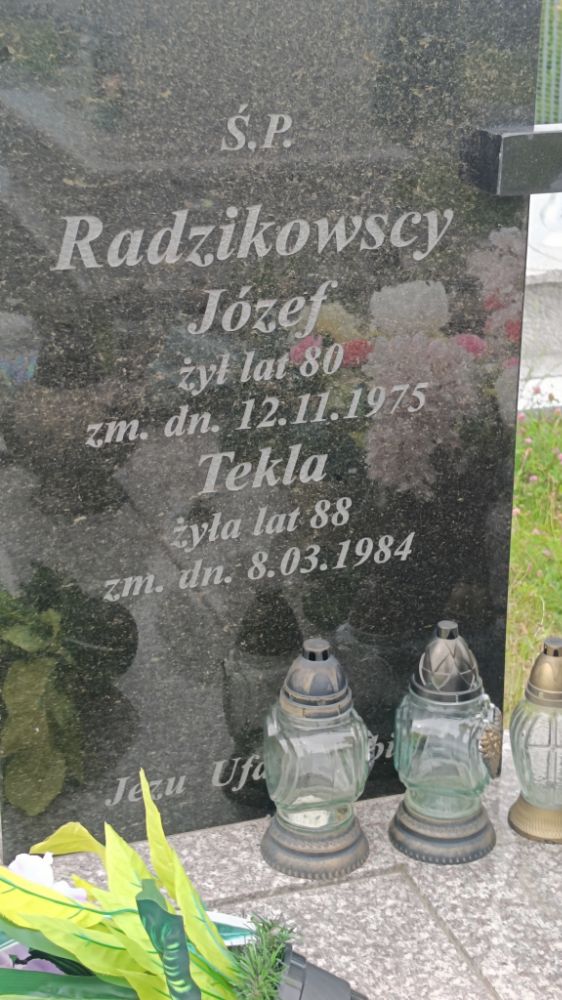 Ś.P.
Radzikowscy
Józef
żył lat 80
zm. dn. 12.11.1975
Tekla
żyła lat 88
zm. dn. 8.03.1984
Jezu